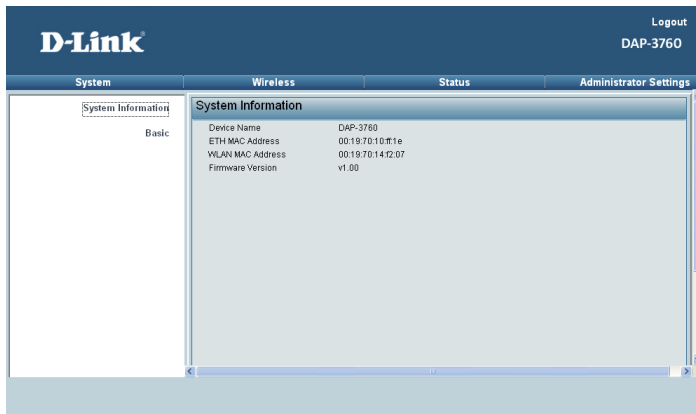 Logout
D-Link
DAP-3760
System Wireless Status Administrator Settings
System Information
Basic
System Information
Device Name DAP-3760
ETH MAC Address 00:19:70:10:ff:1e
WLAN MAC Address 00:19:70:14:f2:07
Firmware Version v1.00